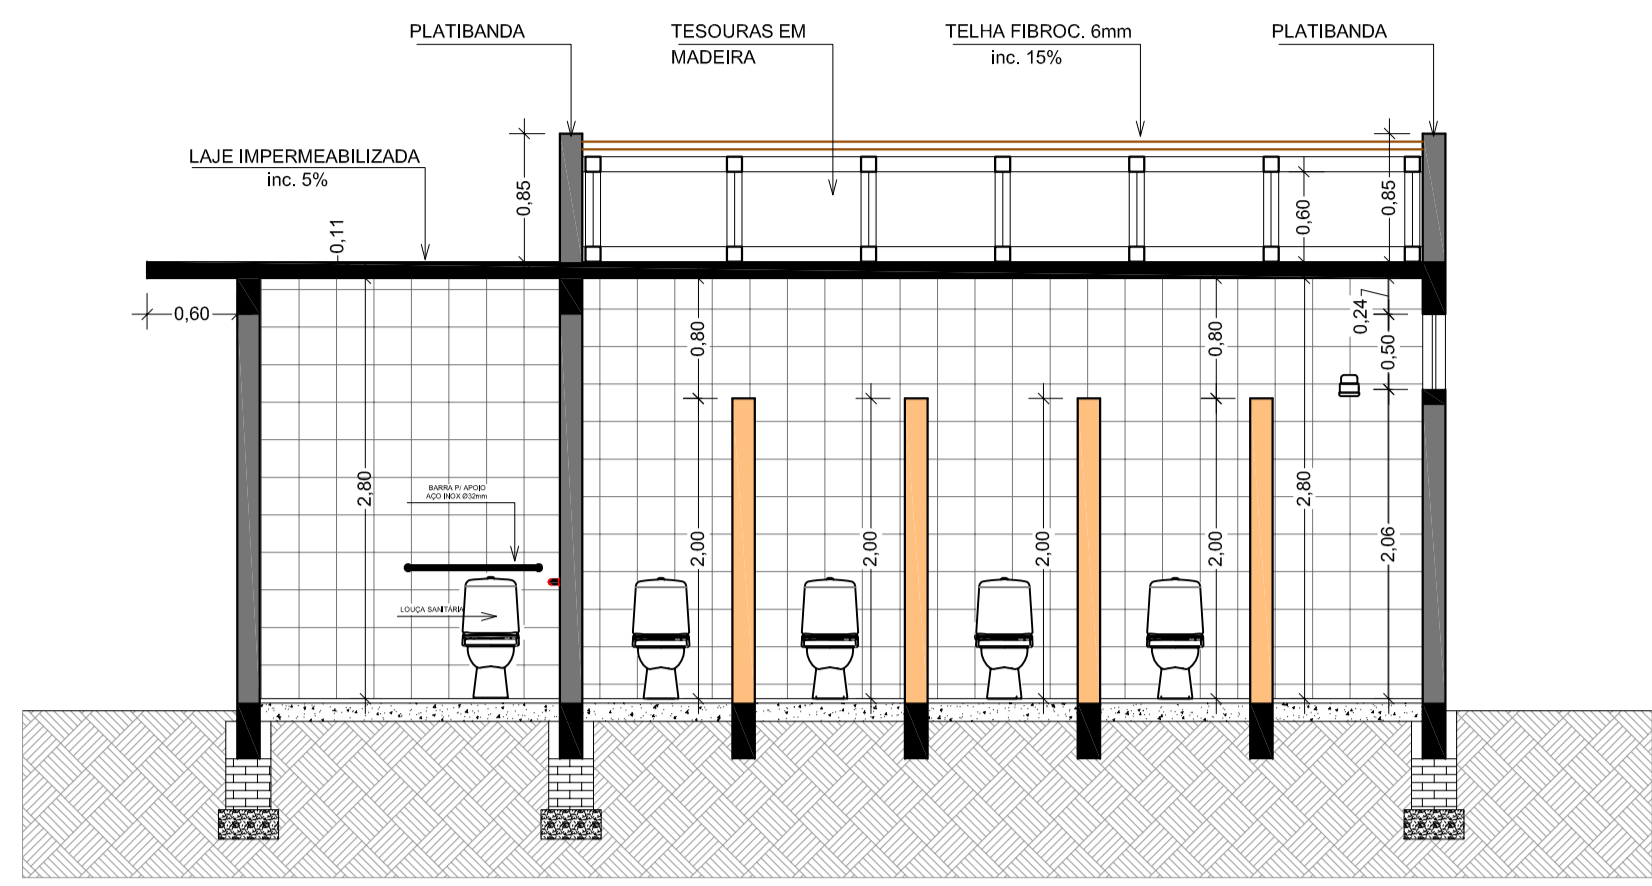 PLATIBANDA
TESOURAS EM
MADEIRA
TELHA FIBROC. 6mm
inc. 15%
PLATIBANDA
LAJE IMPERMEABILIZADA
inc. 5%
0,11
0,85
0,60
0,85
0,60
0,80
0,80
0,24
0,50
2,80
BARRA P/ APOIO
AÇO INOX Ø32mm
2,00
2,00
2,00
2,00
2,80
2,06
LOUÇA SANITÁRIA